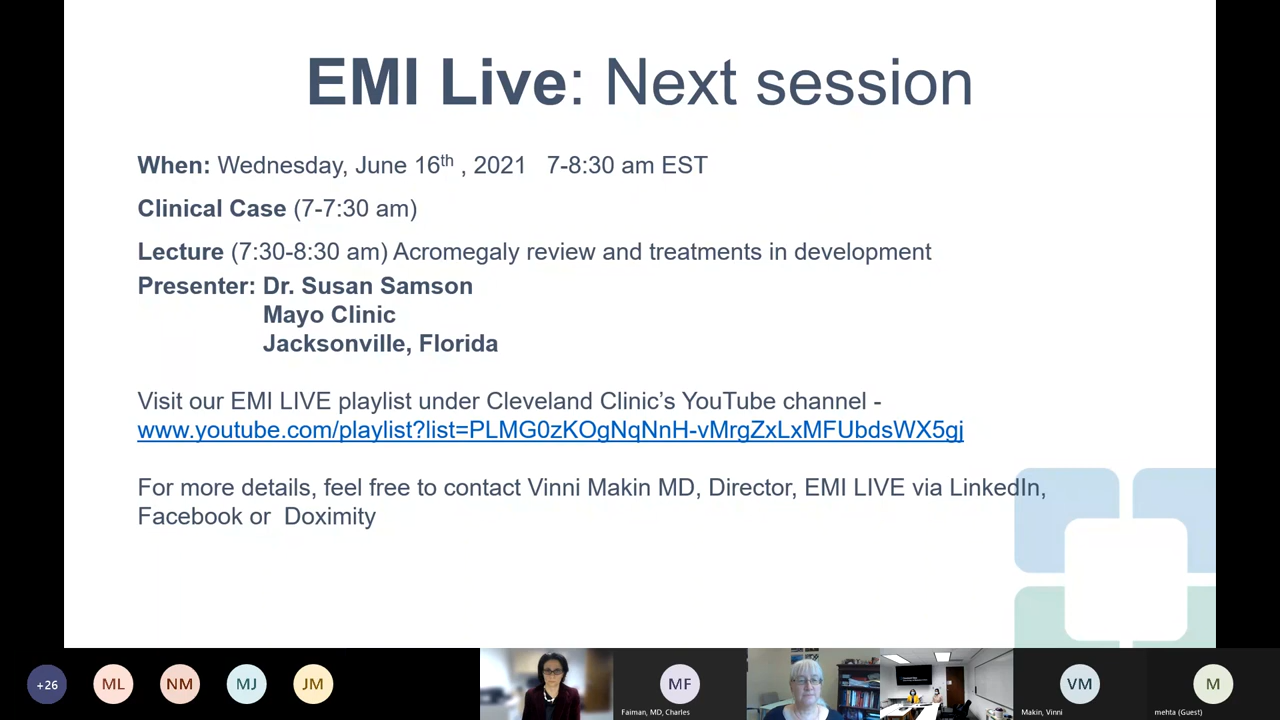 EMI Live: Next session
When: Wednesday, June 16th , 2021 7-8:30 am EST
Clinical Case (7-7:30 am)
Lecture (7:30-8:30 am) Acromegaly review and treatments in development
Presenter: Dr. Susan Samson
Mayo Clinic
Jacksonville, Florida
Visit our EMI LIVE playlist under Cleveland Clinic’s YouTube channel -
www.youtube.com/playlist?list=PLMG0zKOgNqNnH-vMrgZxLxMFUbdsWX5gj
For more details, feel free to contact Vinni Makin MD, Director, EMI LIVE via LinkedIn,
Facebook or Doximity
+26 ML NM MJ JM MF VM M
Faiman, MD, Charles Makin, Vinni mehta (Guest)